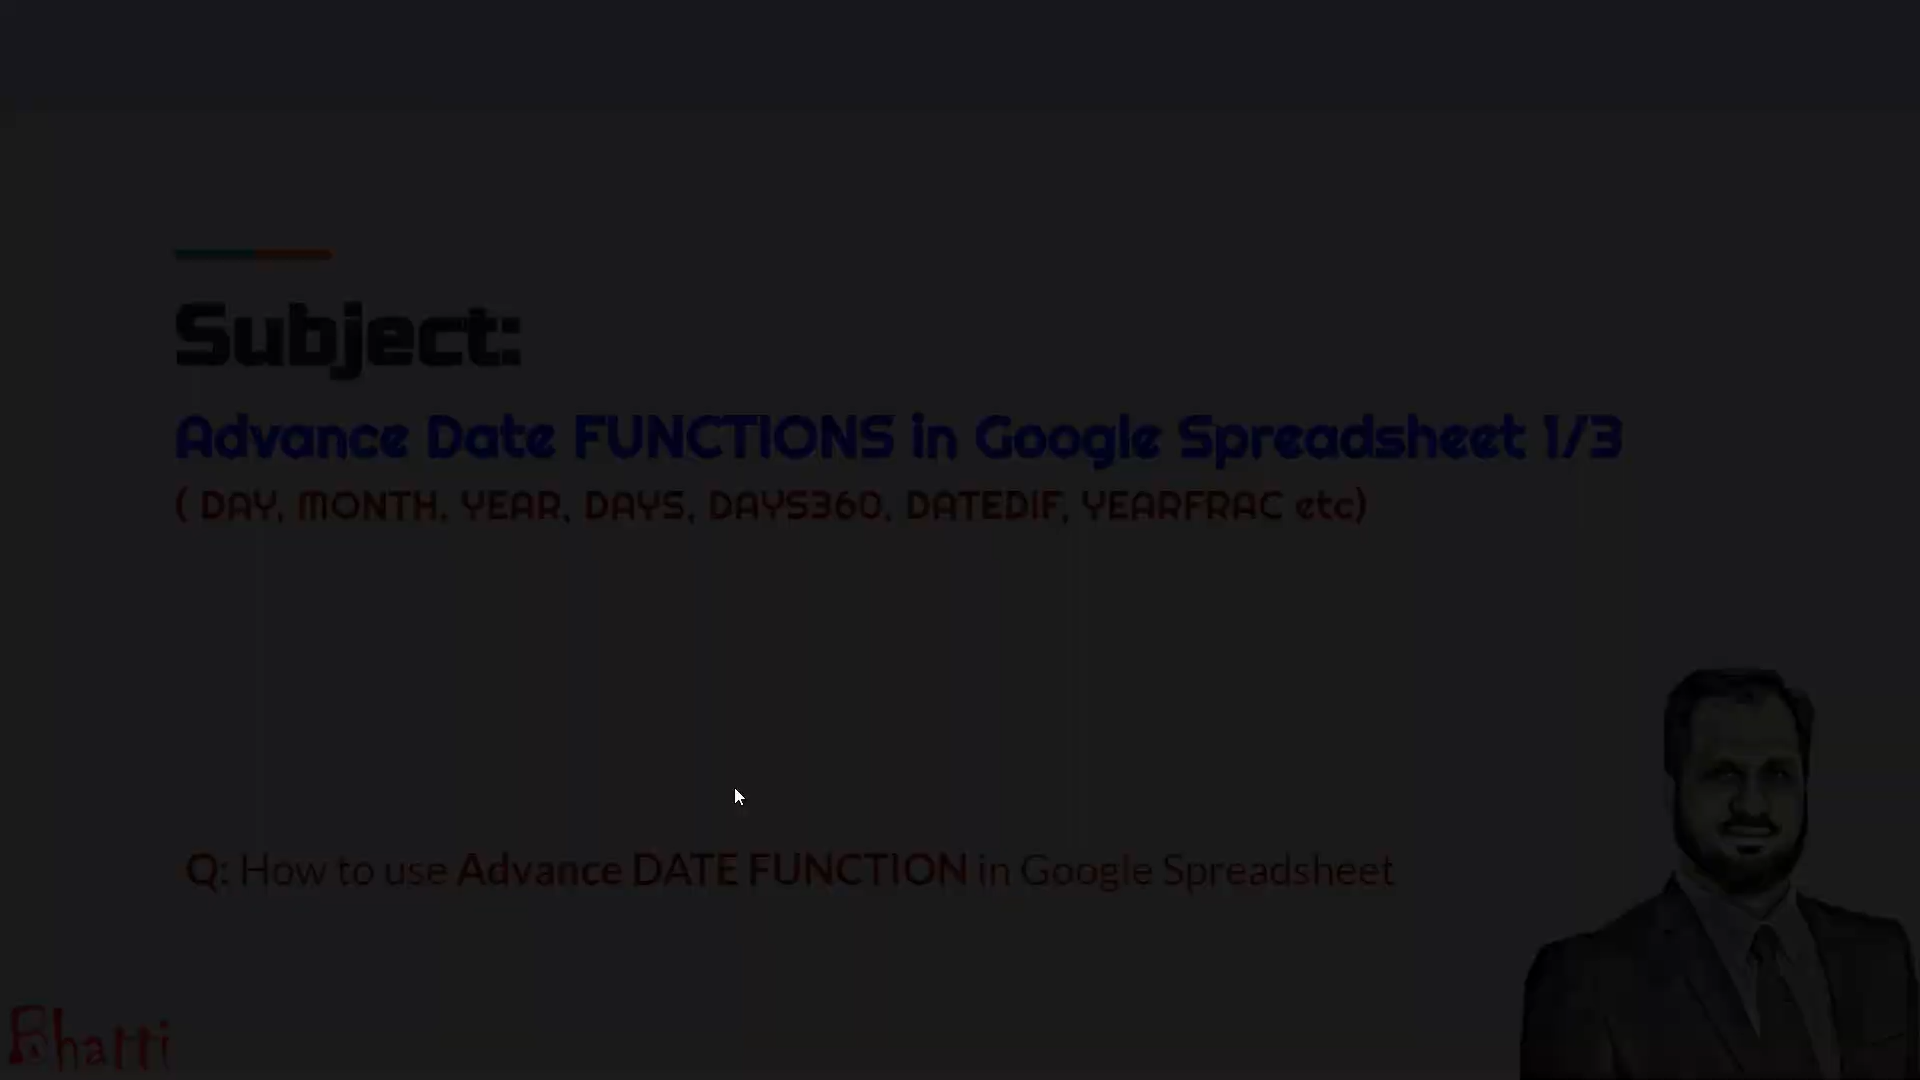 Subject:
Advance Date FUNCTIONS in Google Spreadsheet 1/3
( DAY, MONTH, YEAR, DAYS, DAYS360, DATEDIF, YEARFRAC etc)
Q: How to use Advance DATE FUNCTION in Google Spreadsheet
Bhatti